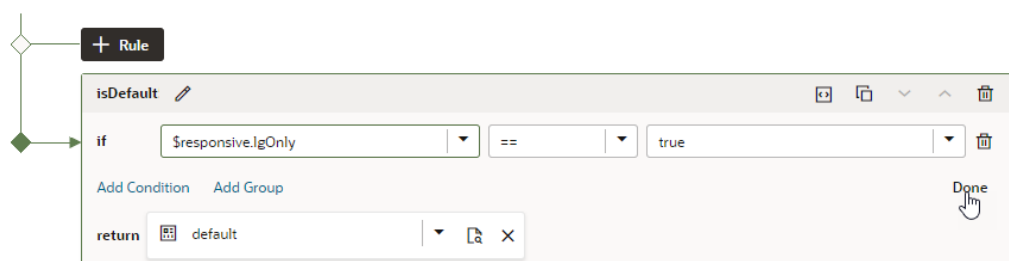 + Rule
isDefault
if $responsive.lgOnly == true
Add Condition Add Group Done
return default